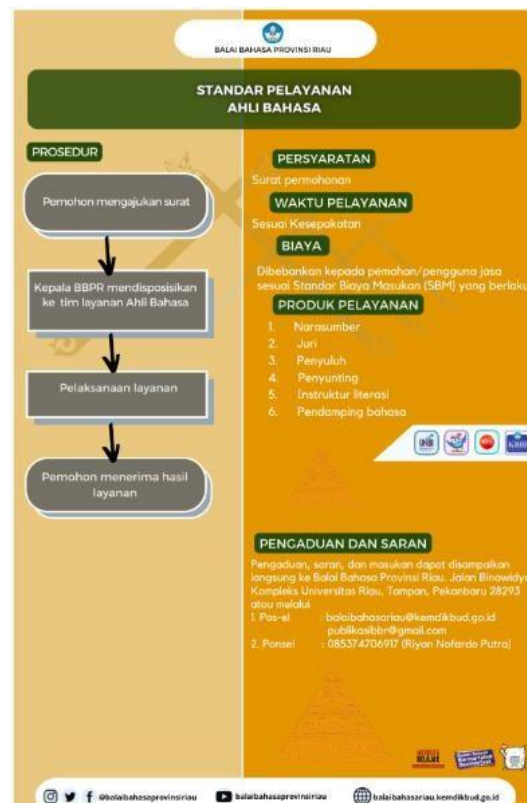 BALAI BAHASA PROVINSI RIAU
STANDAR PELAYANAN
AHLI BAHASA
PROSEDUR
Pemohon mengajukan surat
Kepala BBPR mendisposisikan
ke tim layanan Ahli Bahasa
Pelaksanaan layanan
Pemohon menerima hasil
layanan
PERSYARATAN
Surat permohonan
WAKTU PELAYANAN
Sesuai Kesepakatan
BIAYA
Dibebankan kepada pemohon/pengguna jasa
sesuai Standar Biaya Masukan (SBM) yang berlaku
PRODUK PELAYANAN
1. Narasumber
2. Juri
3. Penyuluh
4. Penyunting
5. Instruktur literasi
6. Pendamping bahasa
PENGADUAN DAN SARAN
Pengaduan, saran, dan masukan dapat disampaikan
langsung ke Balai Bahasa Provinsi Riau, Jalan Binawidya
Kompleks Universitas Riau, Tampan, Pekanbaru 28293
atau melalui
1. Pos-el : balaibahasariau@kemdikbud.go.id
publikasibbr@gmail.com
2. Ponsel : 085374706917 (Riyan Nofardo Putra)
@balaibahasaprovinsiriau
balaibahasaprovinsiriau
balaibahasariau.kemdikbud.go.id